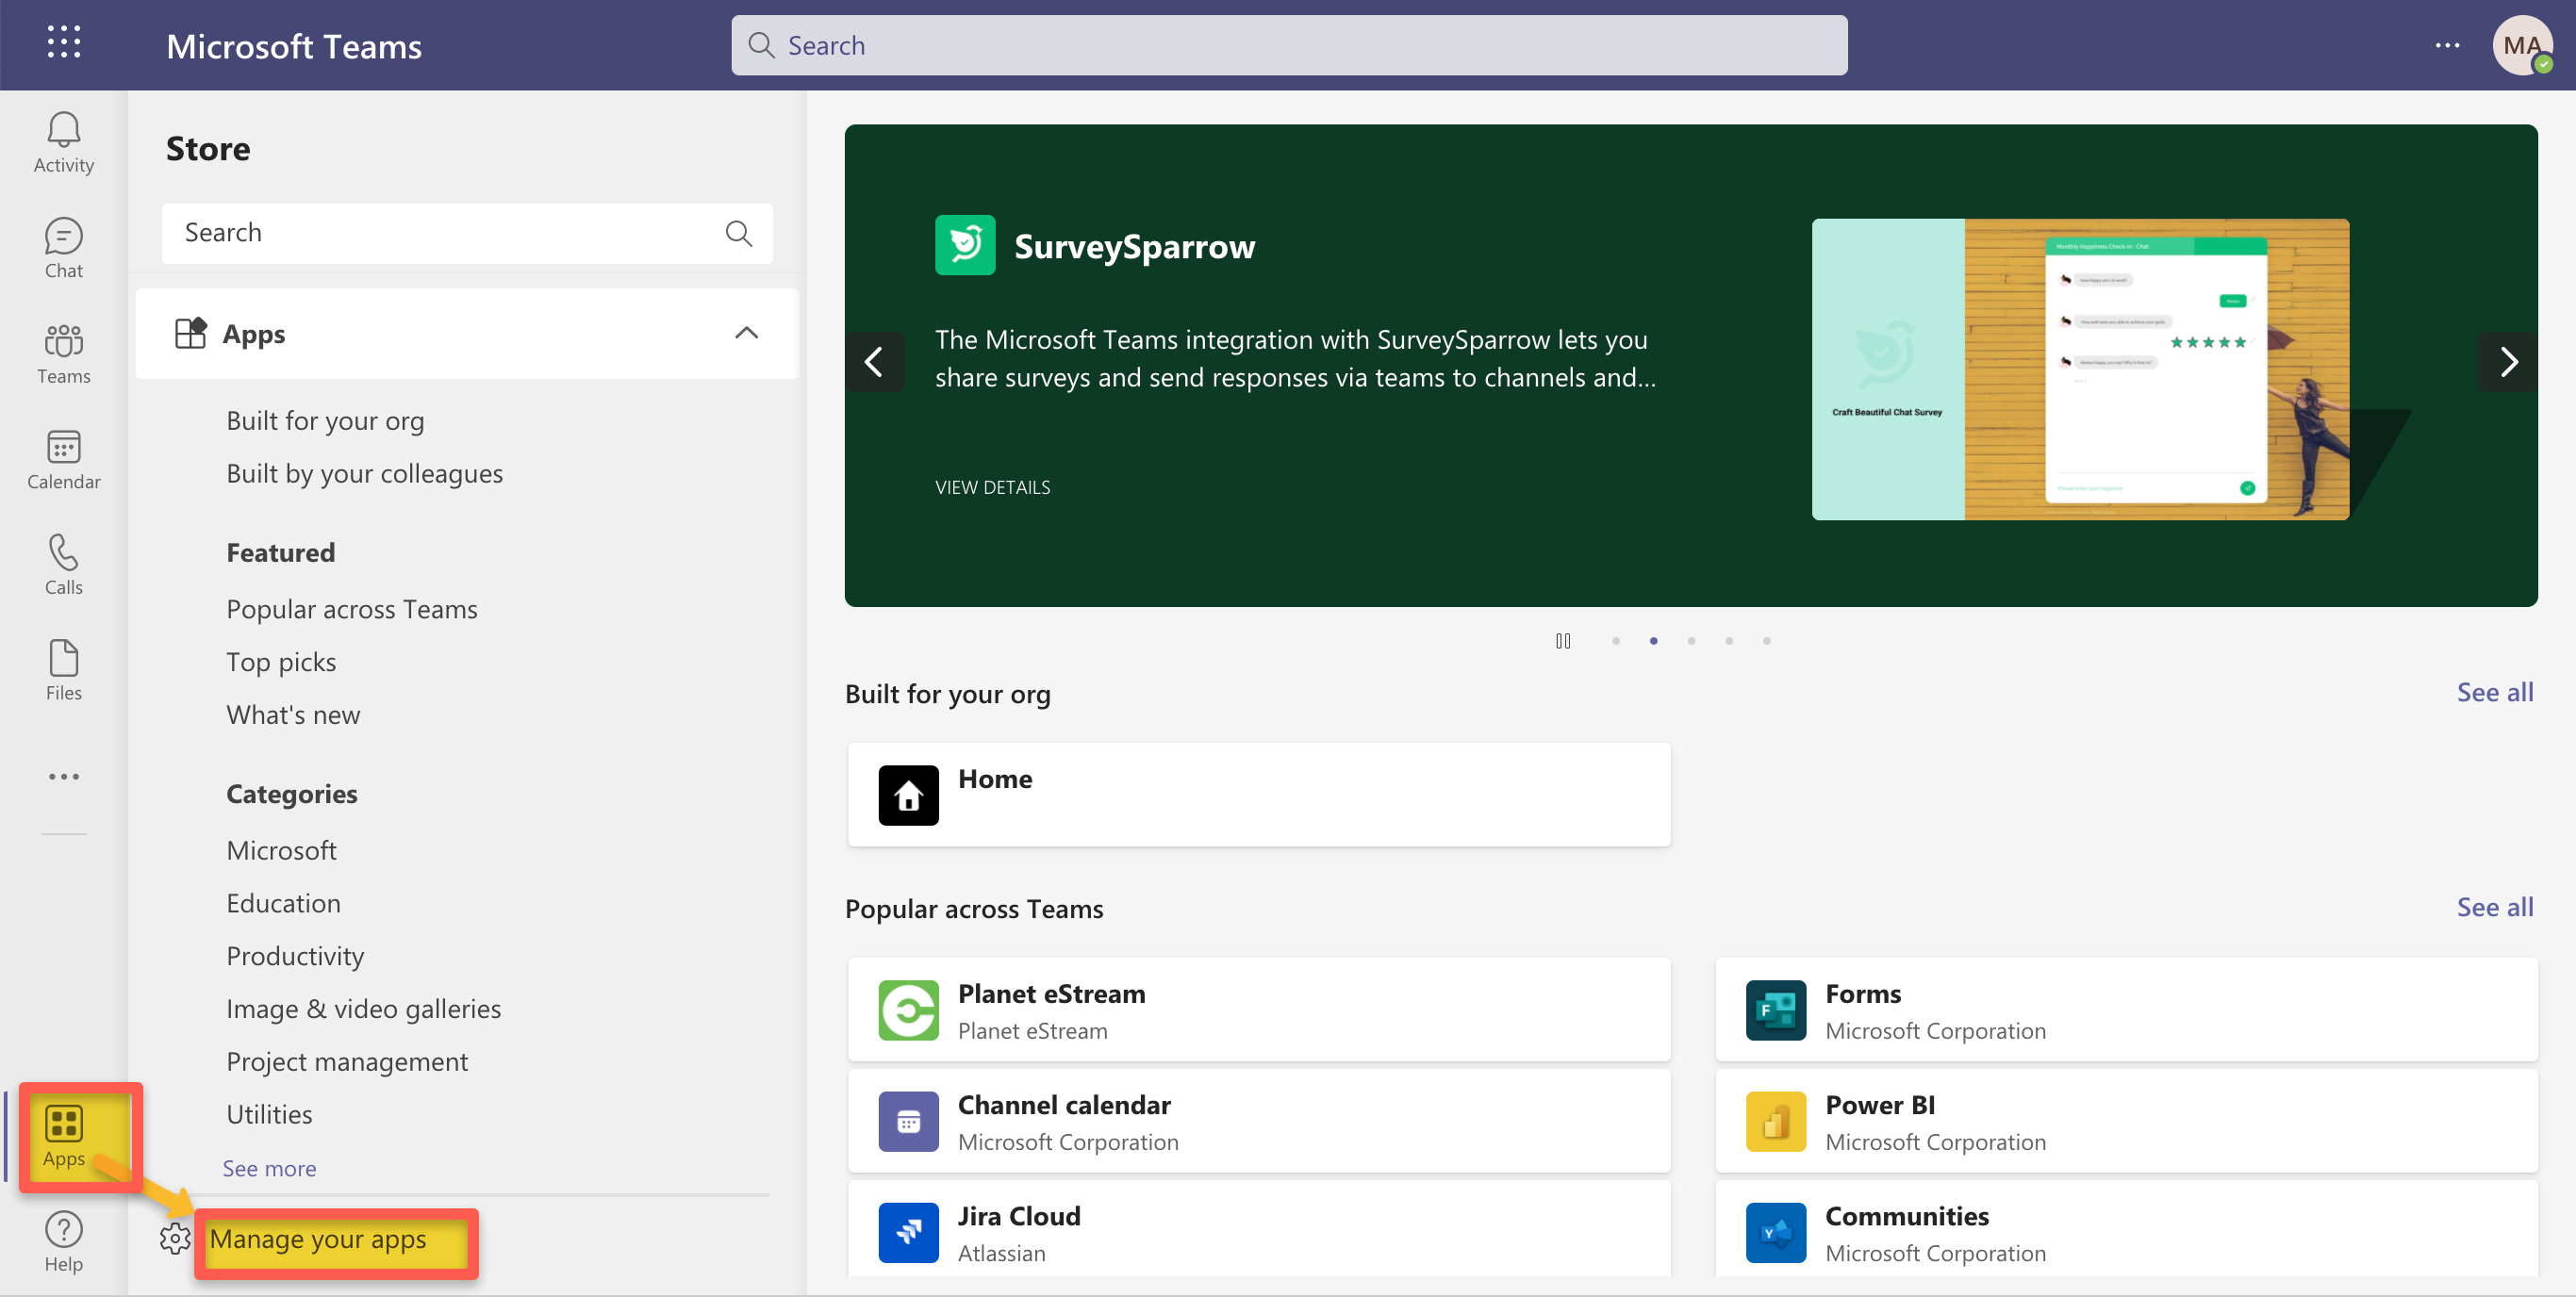 Microsoft Teams
Search
MA
Activity
Chat
Teams
Calendar
Calls
Files
Apps
Help
Store
Search
Apps
Built for your org
Built by your colleagues
Featured
Popular across Teams
Top picks
What's new
Categories
Microsoft
Education
Productivity
Image & video galleries
Project management
Utilities
See more
Manage your apps
SurveySparrow
The Microsoft Teams integration with SurveySparrow lets you
share surveys and send responses via teams to channels and...
VIEW DETAILS
Craft Beautiful Chat Survey
Monthly Happiness Check In - Chat
Built for your org
See all
Home
Popular across Teams
See all
Planet eStream
Planet eStream
Forms
Microsoft Corporation
Channel calendar
Microsoft Corporation
Power BI
Microsoft Corporation
Jira Cloud
Atlassian
Communities
Microsoft Corporation